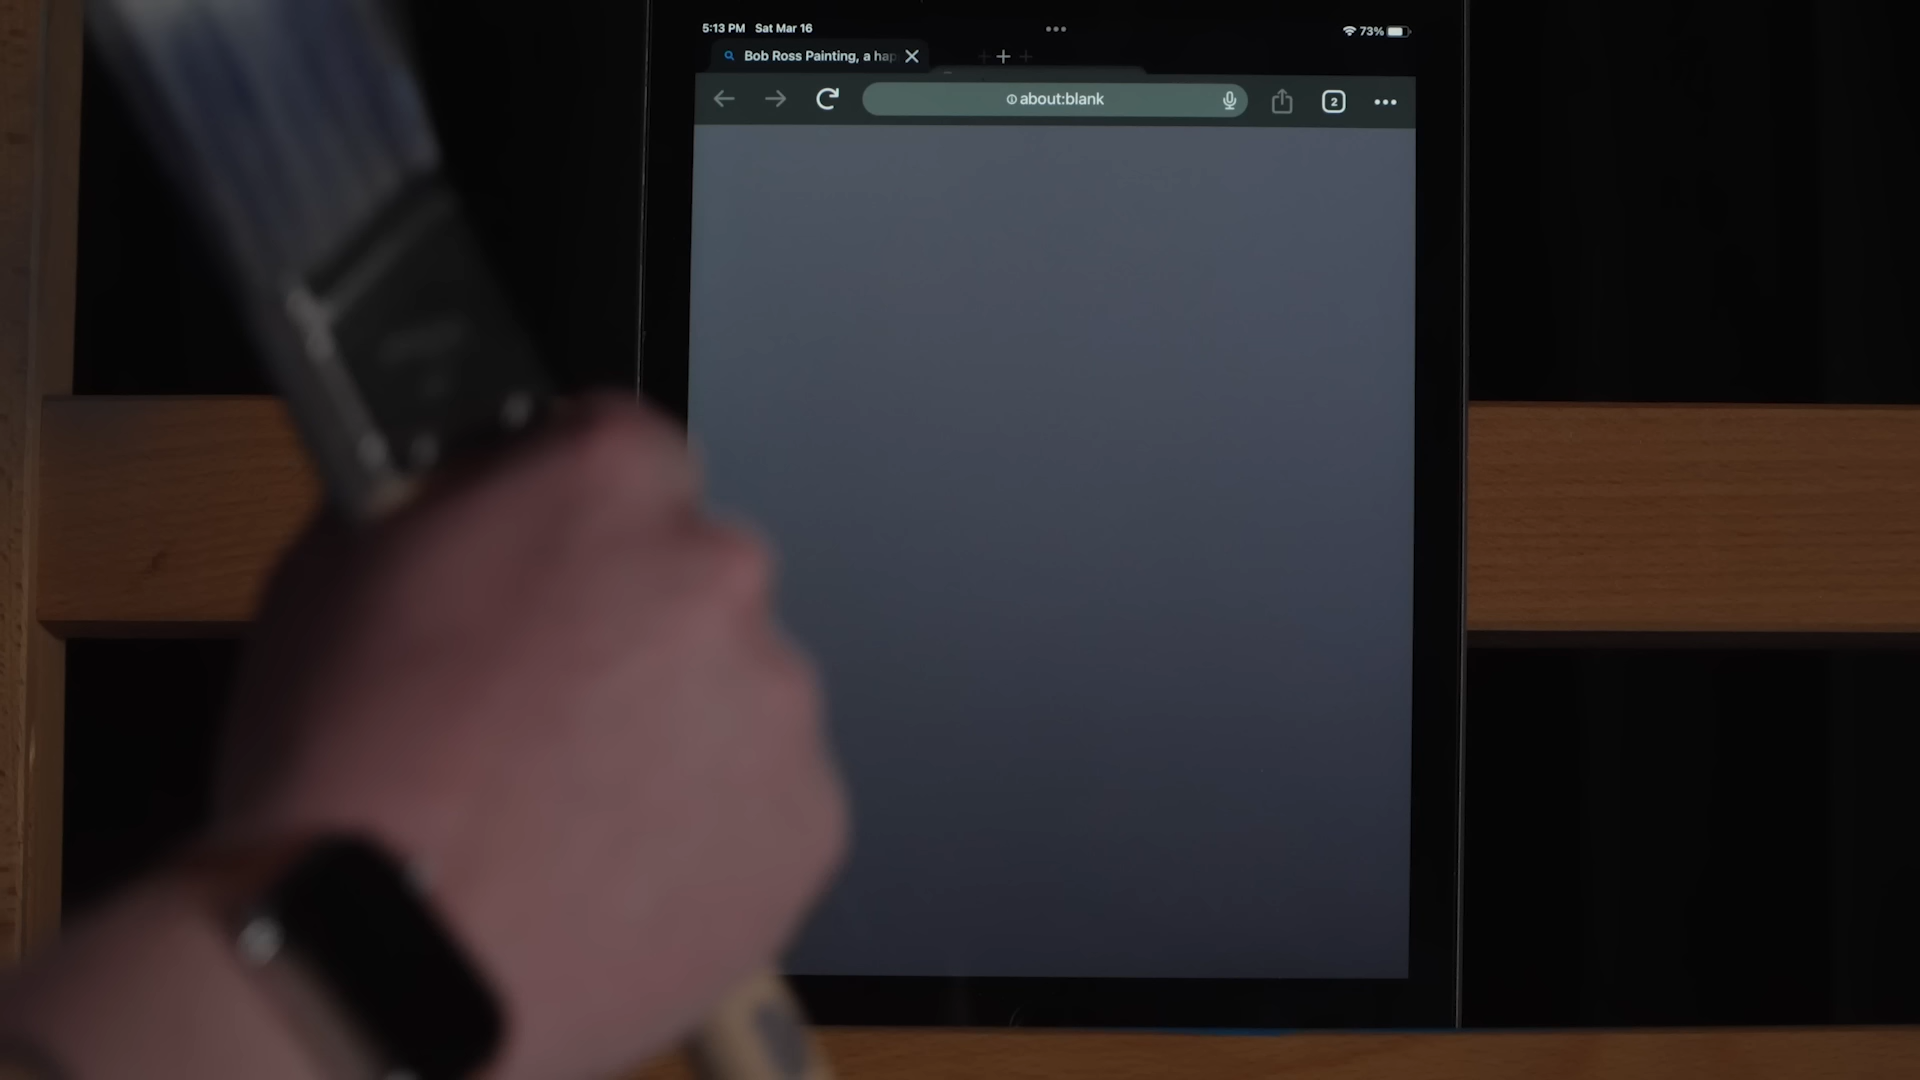 5:13 PM Sat Mar 16
73%
Bob Ross Painting, a hap
about:blank
2